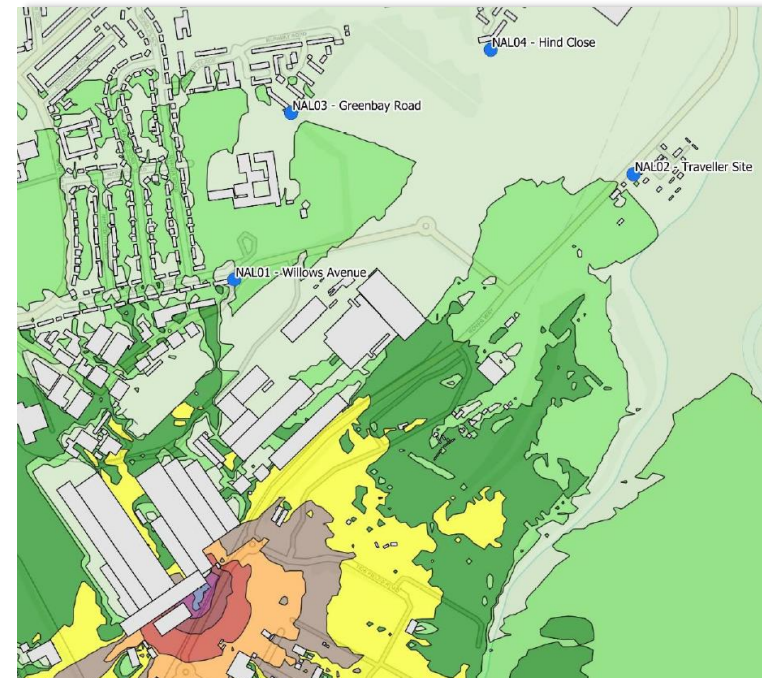 NAL04 - Hind Close
NAL03 - Greenbay Road
NAL02 - Traveller Site
NAL01 - Willows Avenue